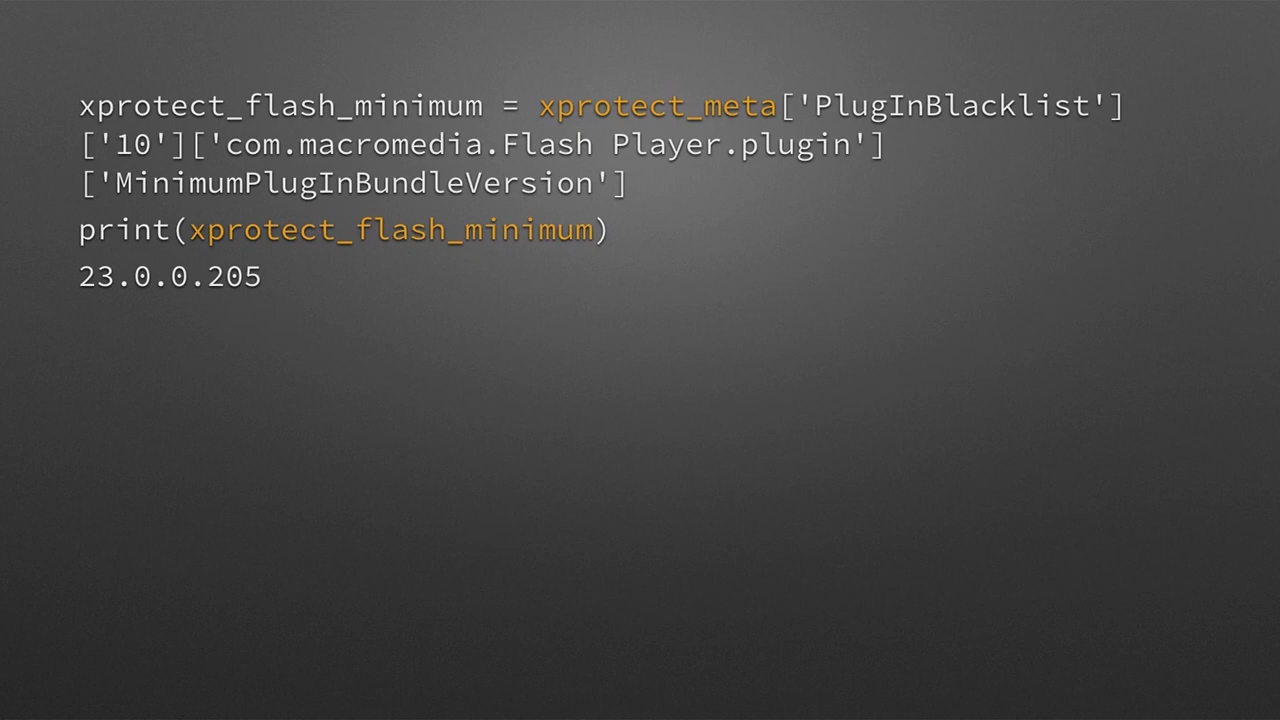 xprotect_flash_minimum = xprotect_meta['PlugInBlacklist']
['10']['com.macromedia.Flash Player.plugin']
['MinimumPlugInBundleVersion']
print(xprotect_flash_minimum)
23.0.0.205